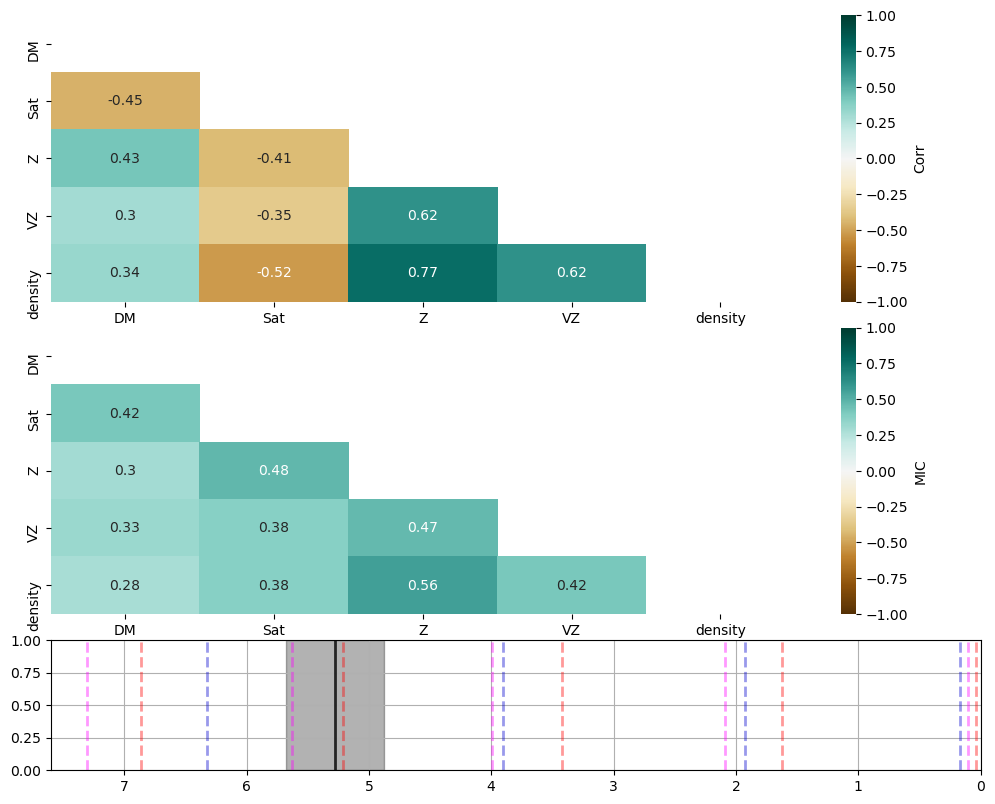 DM
Sat
Z
VZ
density
-0.45
0.43 -0.41
0.3 -0.35 0.62
0.34 -0.52 0.77 0.62
DM Sat Z VZ density
1.00
0.75
0.50
0.25
0.00
−0.25
−0.50
−0.75
−1.00
Corr
DM
Sat
Z
VZ
density
0.42
0.3 0.48
0.33 0.38 0.47
0.28 0.38 0.56 0.42
DM Sat Z VZ density
1.00
0.75
0.50
0.25
0.00
−0.25
−0.50
−0.75
−1.00
MIC
1.00
0.75
0.50
0.25
0.00
7 6 5 4 3 2 1 0